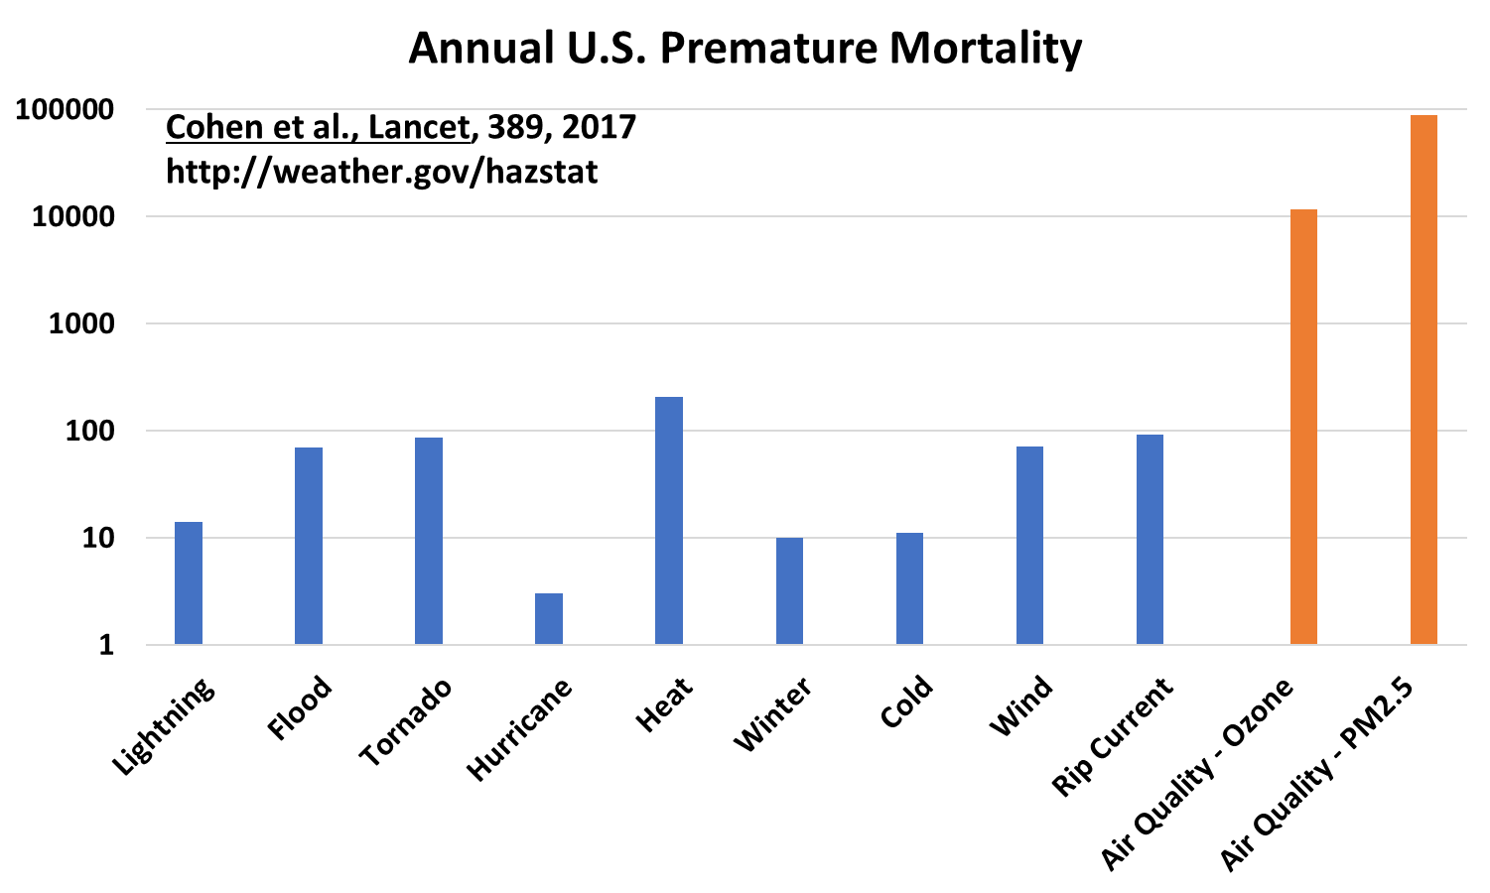 Annual U.S. Premature Mortality
100000
Cohen et al., Lancet, 389, 2017
http://weather.gov/hazstat
10000
1000
100
10
1
Lightning
Flood
Tornado
Hurricane
Heat
Winter
Cold
Wind
Rip Current
Air Quality - Ozone
Air Quality - PM2.5